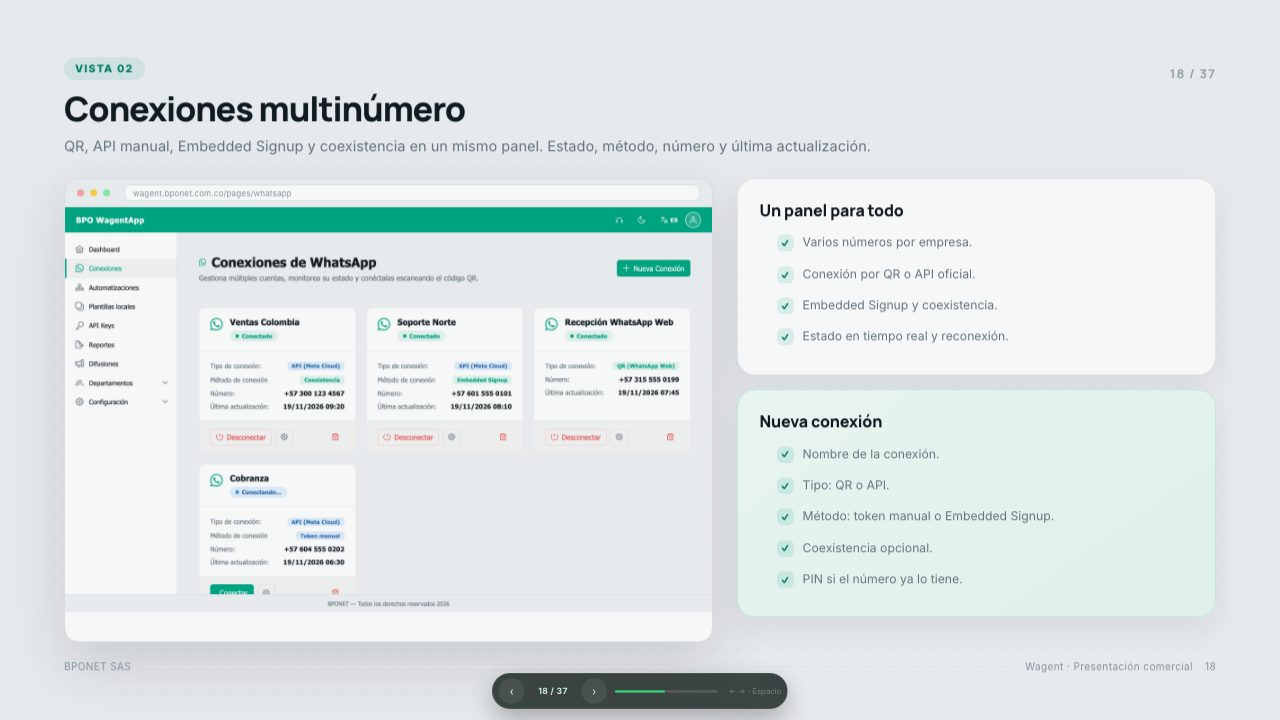 VISTA 02
18 / 37
Conexiones multinúmero
QR, API manual, Embedded Signup y coexistencia en un mismo panel. Estado, método, número y última actualización.
wagent.bponet.com.co/pages/whatsapp
BPO WagentApp
ES
Dashboard
Conexiones
Automatizaciones
Plantillas locales
API Keys
Reportes
Difusiones
Departamentos
Configuración
Conexiones de WhatsApp
Gestiona múltiples cuentas, monitorea su estado y conéctalas escaneando el código QR.
+ Nueva Conexión
Ventas Colombia
Conectado
Tipo de conexión: API (Meta Cloud)
Método de conexión Coexistencia
Número: +57 300 123 4567
Última actualización: 19/11/2026 09:20
Desconectar
Soporte Norte
Conectado
Tipo de conexión: API (Meta Cloud)
Método de conexión Embedded Signup
Número: +57 601 555 0101
Última actualización: 19/11/2026 08:10
Desconectar
Recepción WhatsApp Web
Conectado
Tipo de conexión: QR (WhatsApp Web)
Número: +57 315 555 0199
Última actualización: 19/11/2026 07:45
Desconectar
Cobranza
Conectando...
Tipo de conexión: API (Meta Cloud)
Método de conexión Token manual
Número: +57 604 555 0202
Última actualización: 19/11/2026 06:30
Conectar
BPONET — Todos los derechos reservados 2026
Un panel para todo
Varios números por empresa.
Conexión por QR o API oficial.
Embedded Signup y coexistencia.
Estado en tiempo real y reconexión.
Nueva conexión
Nombre de la conexión.
Tipo: QR o API.
Método: token manual o Embedded Signup.
Coexistencia opcional.
PIN si el número ya lo tiene.
BPONET SAS
Wagent · Presentación comercial 18
‹ 18 / 37 › ← → · Espacio